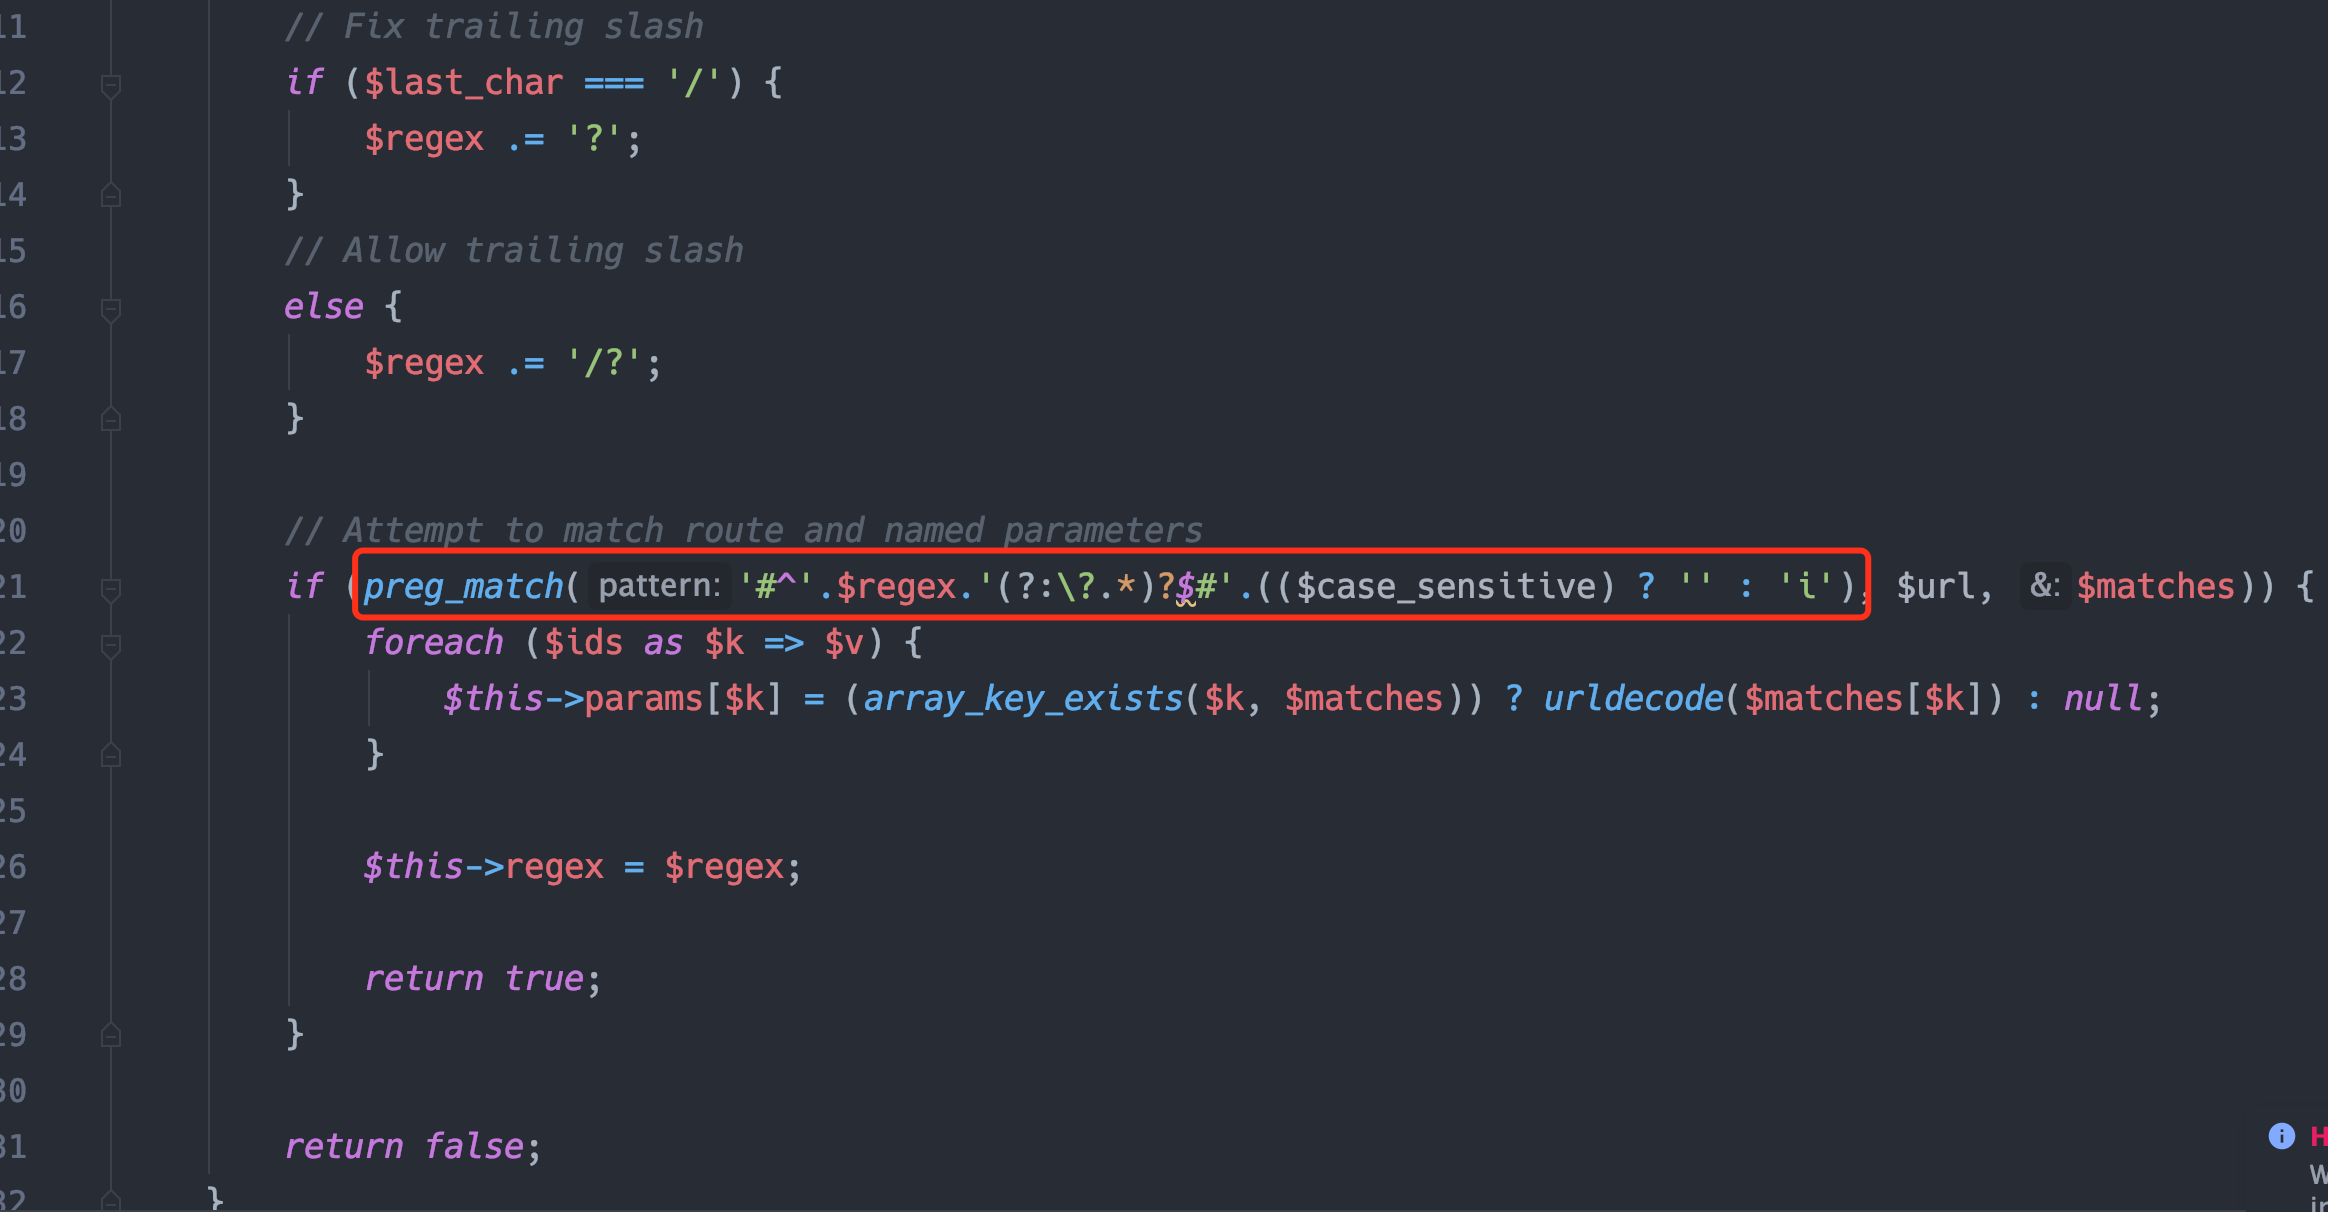 11 // Fix trailing slash
12 if ($last_char === '/') {
13 $regex .= '?';
14 }
15 // Allow trailing slash
16 else {
17 $regex .= '/?';
18 }
19
20 // Attempt to match route and named parameters
21 if (preg_match( pattern: '#^'.$regex.'(?:\?.*)?$#'.(($case_sensitive) ? '' : 'i'), $url, &: $matches)) {
22 foreach ($ids as $k => $v) {
23 $this->params[$k] = (array_key_exists($k, $matches)) ? urldecode($matches[$k]) : null;
24 }
25
26 $this->regex = $regex;
27
28 return true;
29 }
30
31 return false;
32 }